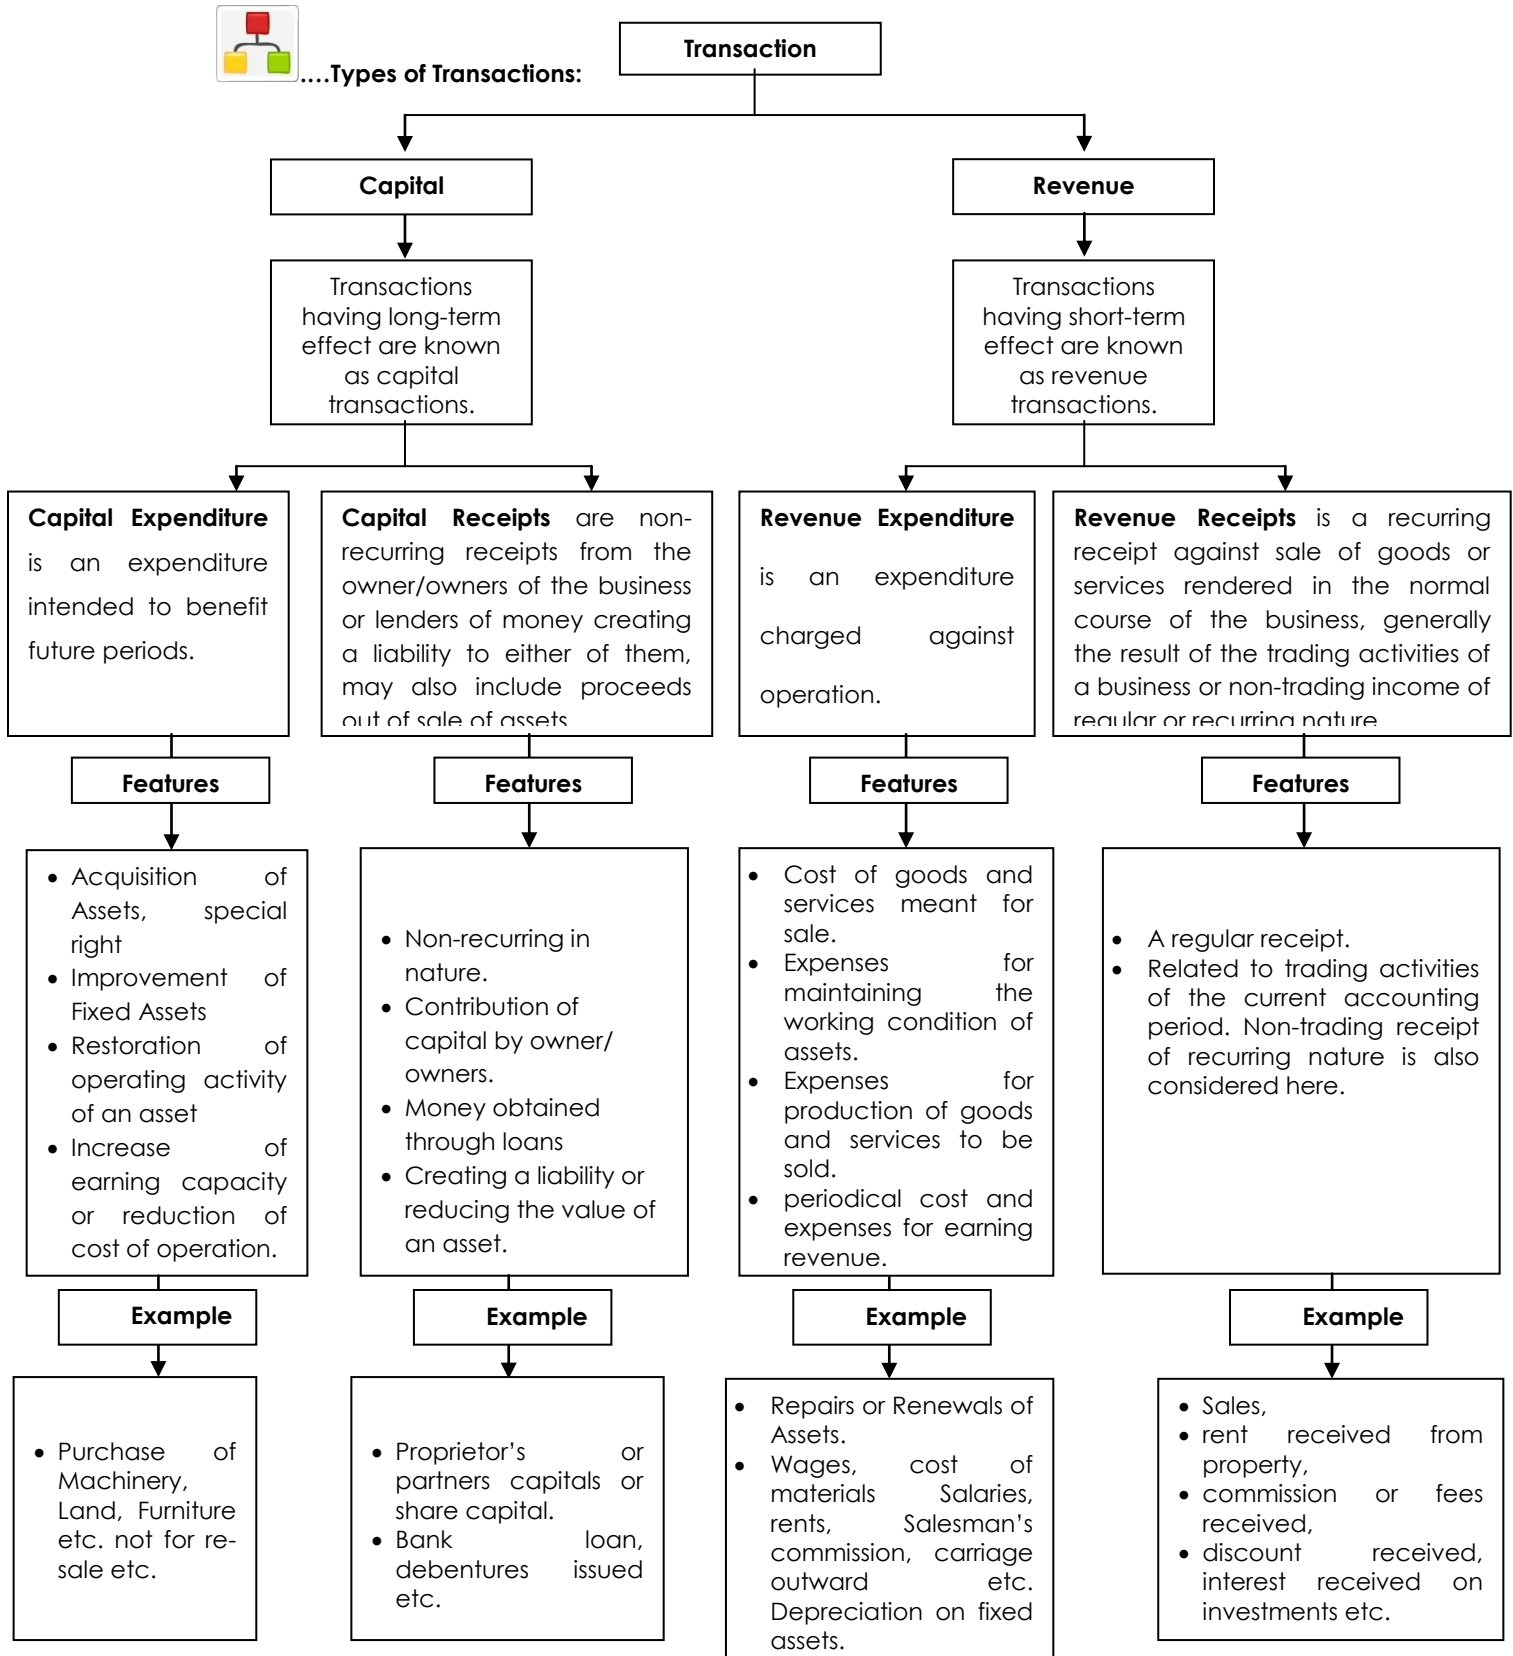 Transaction
....Types of Transactions:
Capital
Revenue
Transactions
having long-term
effect are known
as capital
transactions.
Transactions
having short-term
effect are known
as revenue
transactions.
Capital Expenditure
is an expenditure
intended to benefit
future periods.
Capital Receipts are non-
recurring receipts from the
owner/owners of the business
or lenders of money creating
a liability to either of them,
may also include proceeds
out of sale of assets
Revenue Expenditure
is an expenditure
charged against
operation.
Revenue Receipts is a recurring
receipt against sale of goods or
services rendered in the normal
course of the business, generally
the result of the trading activities of
a business or non-trading income of
regular or recurring nature
Features
Features
Features
Features
• Acquisition of
Assets, special
right
• Improvement of
Fixed Assets
• Restoration of
operating activity
of an asset
• Increase of
earning capacity
or reduction of
cost of operation.
• Non-recurring in
nature.
• Contribution of
capital by owner/
owners.
• Money obtained
through loans
• Creating a liability or
reducing the value of
an asset.
• Cost of goods and
services meant for
sale.
• Expenses for
maintaining the
working condition of
assets.
• Expenses for
production of goods
and services to be
sold.
• periodical cost and
expenses for earning
revenue.
• A regular receipt.
• Related to trading activities
of the current accounting
period. Non-trading receipt
of recurring nature is also
considered here.
Example
Example
Example
Example
• Purchase of
Machinery,
Land, Furniture
etc. not for re-
sale etc.
• Proprietor's or
partners capitals or
share capital.
• Bank loan,
debentures issued
etc.
• Repairs or Renewals of
Assets.
• Wages, cost of
materials Salaries,
rents, Salesman's
commission, carriage
outward etc.
Depreciation on fixed
assets.
• Sales,
• rent received from
property,
• commission or fees
received,
• discount received,
interest received on
investments etc.